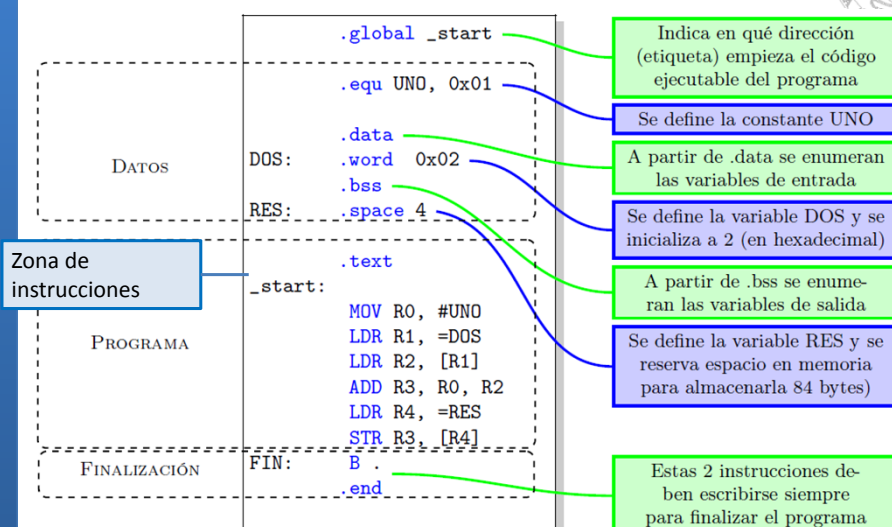 .global _start
Indica en qué dirección
(etiqueta) empieza el código
ejecutable del programa
.equ UNO, 0x01
Se define la constante UNO
.data
A partir de .data se enumeran
las variables de entrada
DATOS
DOS: .word 0x02
Se define la variable DOS y se
inicializa a 2 (en hexadecimal)
.bss
RES: .space 4
A partir de .bss se enume-
ran las variables de salida
Zona de
instrucciones
.text
_start:
Se define la variable RES y se
reserva espacio en memoria
para almacenarla 84 bytes)
PROGRAMA
MOV R0, #UNO
LDR R1, =DOS
LDR R2, [R1]
ADD R3, R0, R2
LDR R4, =RES
STR R3, [R4]
FINALIZACIÓN
FIN: B .
.end
Estas 2 instrucciones de-
ben escribirse siempre
para finalizar el programa